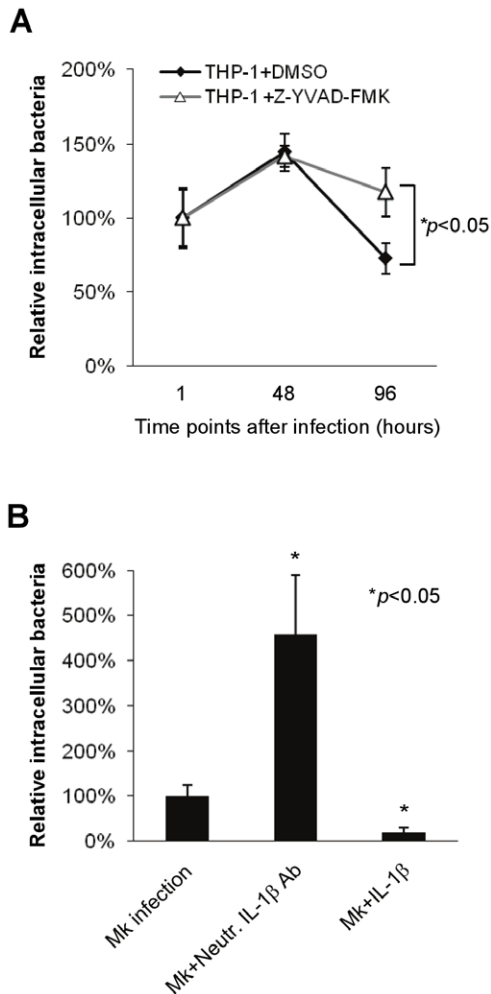 A
200%
150%
100%
50%
0%
Relative intracellular bacteria
THP-1+DMSO
THP-1+Z-YVAD-FMK
*p<0.05
1 48 96
Time points after infection (hours)
B
600%
500%
400%
300%
200%
100%
0%
Relative intracellular bacteria
*
*p<0.05
*
Mk infection
Mk+Neutr. IL-1β Ab
Mk+IL-1β